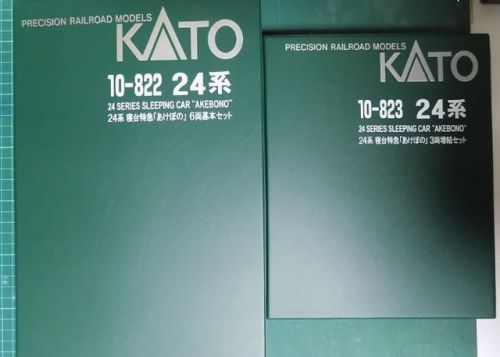 PRECISION RAILROAD MODELS
KATO
10-822 24系
24 SERIES SLEEPING CAR "AKEBONO"
24系 寝台特急「あけぼの」6両基本セット
PRECISION RAILROAD MODELS
KATO
10-823 24系
24 SERIES SLEEPING CAR "AKEBONO"
24系 寝台特急「あけぼの」3両増結セット